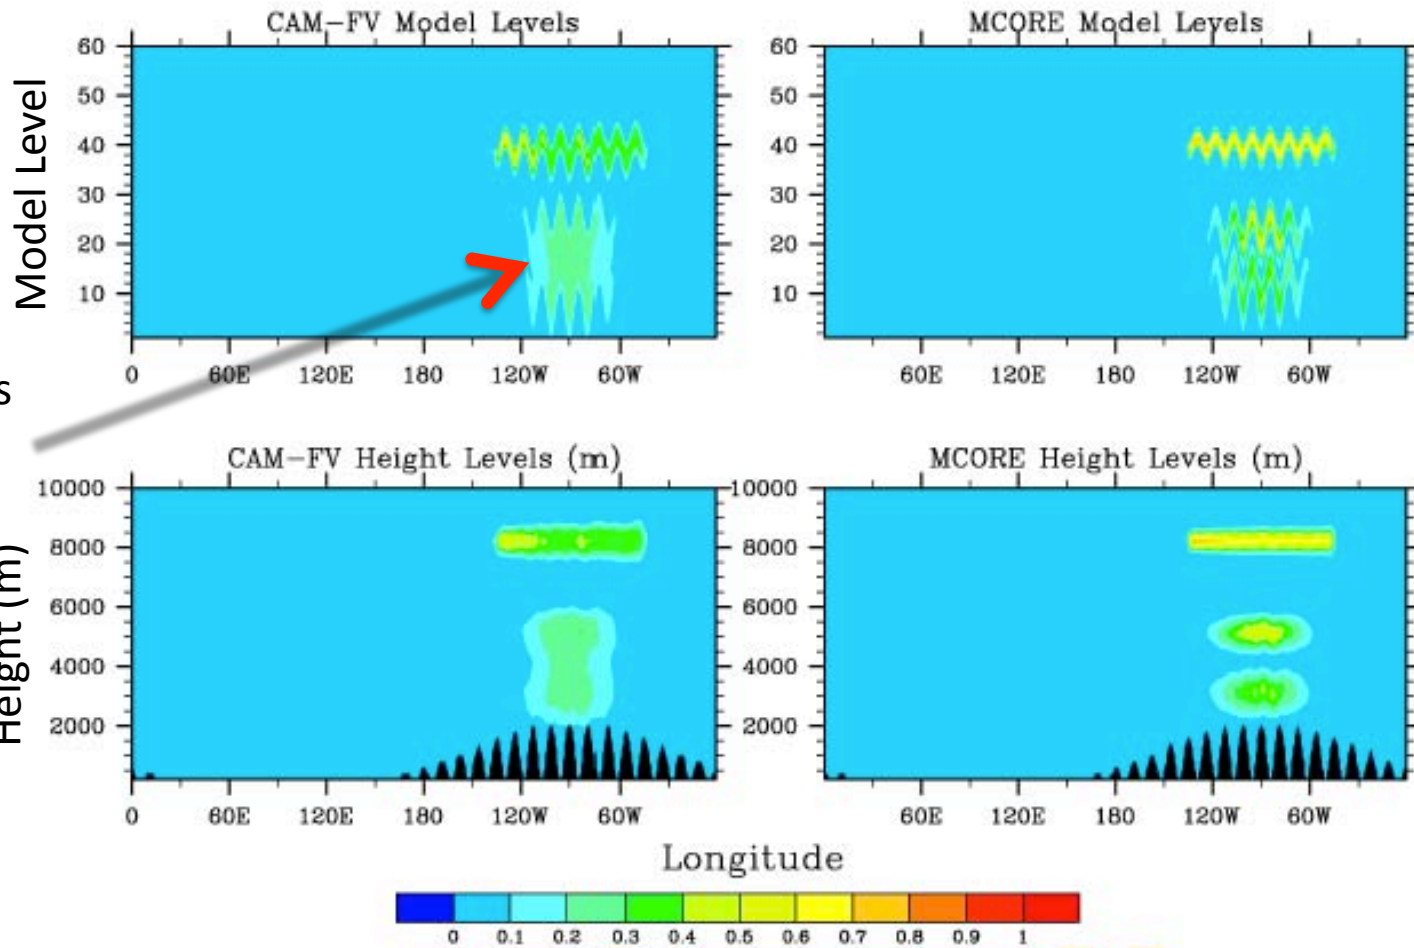 CAM-FV Model Levels
MCORE Model Levels
Model Level
60
50
40
30
20
10
60
50
40
30
20
10
0 60E 120E 180 120W 60W
60E 120E 180 120W 60W
s
CAM-FV Height Levels (m)
MCORE Height Levels (m)
Height (m)
10000
8000
6000
4000
2000
10000
8000
6000
4000
2000
0 60E 120E 180 120W 60W
60E 120E 180 120W 60W
Longitude
0 0.1 0.2 0.3 0.4 0.5 0.6 0.7 0.8 0.9 1